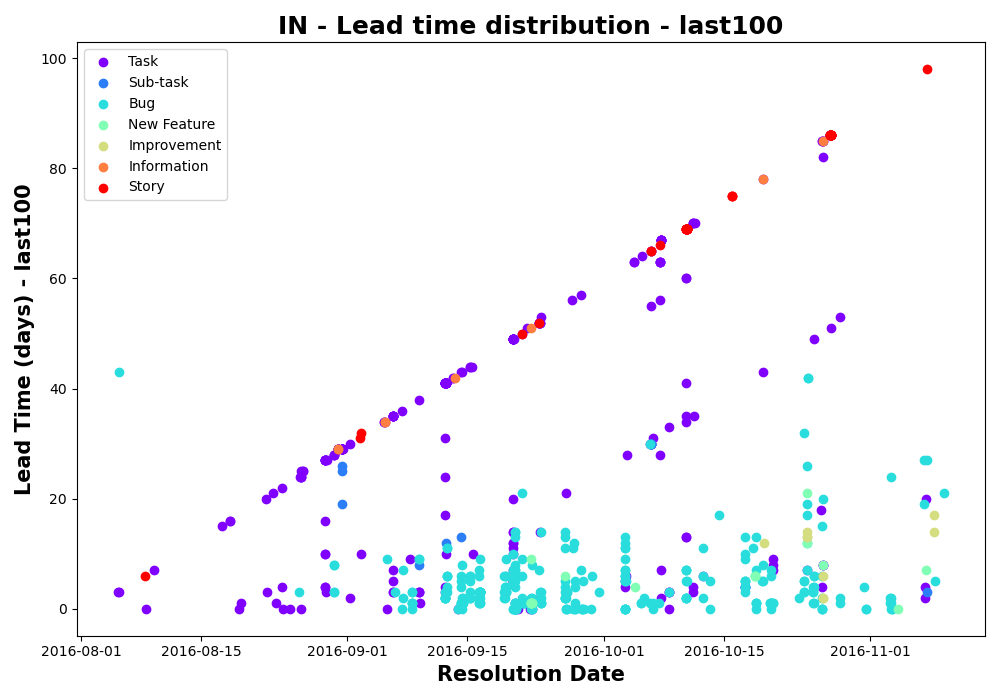 IN - Lead time distribution - last100
Task
Sub-task
Bug
New Feature
Improvement
Information
Story
Lead Time (days) - last100
100
80
60
40
20
0
2016-08-01 2016-08-15 2016-09-01 2016-09-15 2016-10-01 2016-10-15 2016-11-01
Resolution Date